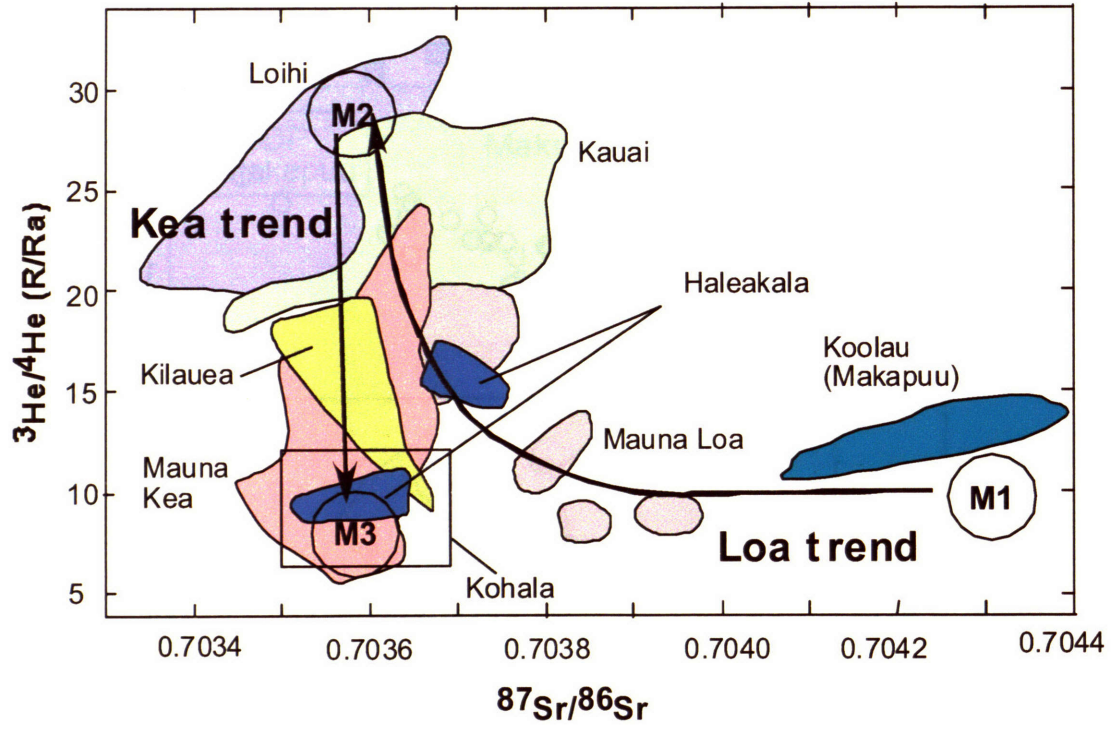 Loihi
M2
Kauai
Kea trend
Haleakala
Kilauea
Koolau
(Makapuu)
Mauna Loa
Mauna
Kea
M3
M1
Loa trend
Kohala
30
25
20
15
10
5
³He/⁴He (R/Ra)
0.7034
0.7036
0.7038
0.7040
0.7042
0.7044
⁸⁷Sr/⁸⁶Sr